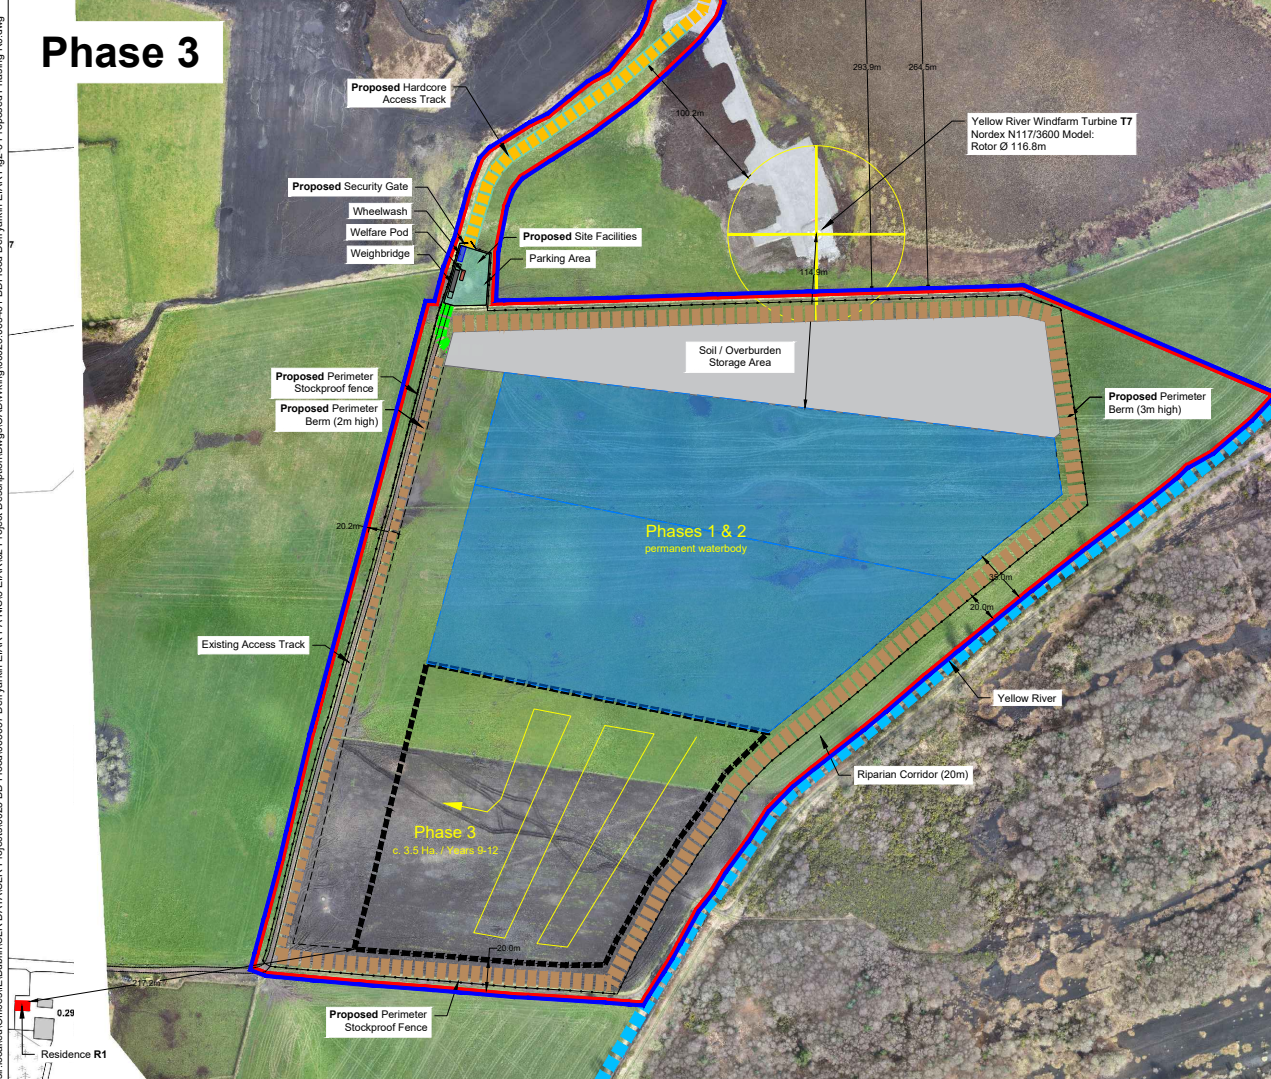 Phase 3
293.9m
264.5m
Proposed Hardcore
Access Track
100.2m
Yellow River Windfarm Turbine T7
Nordex N117/3600 Model:
Rotor Ø 116.8m
Proposed Security Gate
Wheelwash
Welfare Pod
Weighbridge
Proposed Site Facilities
Parking Area
7
114.9m
Soil / Overburden
Storage Area
Proposed Perimeter
Stockproof fence
Proposed Perimeter
Berm (2m high)
Proposed Perimeter
Berm (3m high)
20.2m
Phases 1 & 2
permanent waterbody
35.0m
20.0m
Existing Access Track
Yellow River
Riparian Corridor (20m)
Phase 3
c. 3.5 Ha. / Years 9-12
20.0m
217.2m
0.29
Proposed Perimeter
Stockproof Fence
Residence R1